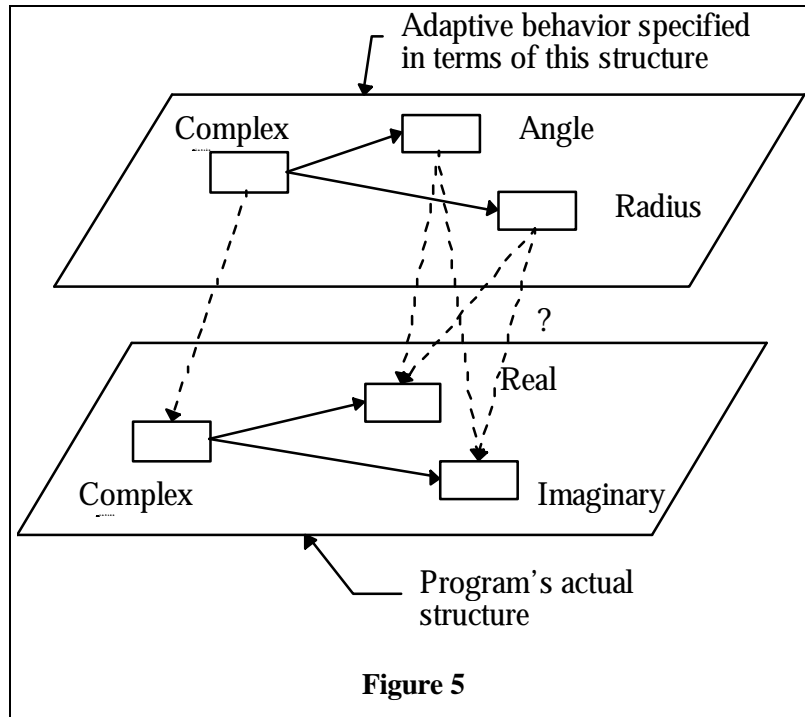 Adaptive behavior specified
in terms of this structure
Complex
Angle
Radius
?
Real
Complex
Imaginary
Program's actual
structure
Figure 5